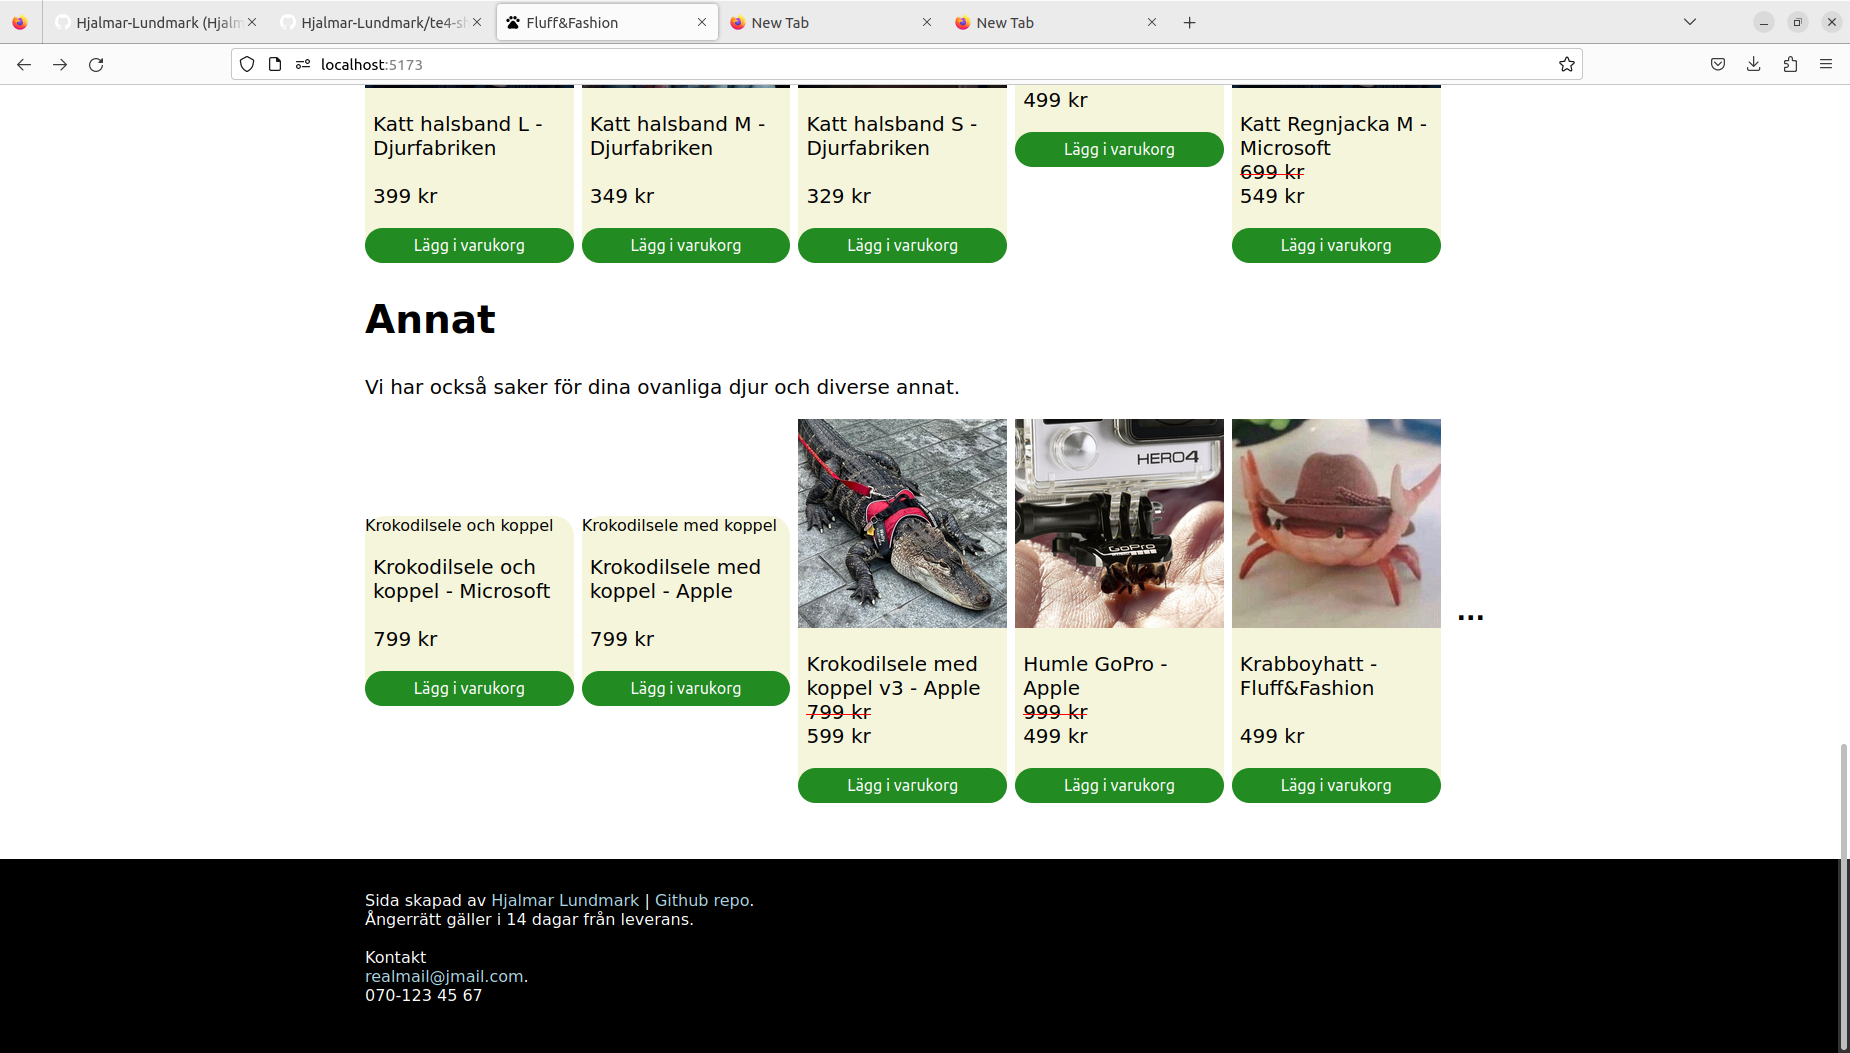 Hjalmar-Lundmark (Hjalm
Hjalmar-Lundmark/te4-sh
Fluff&Fashion
New Tab
New Tab
localhost:5173
Katt halsband L -
Djurfabriken
399 kr
Lägg i varukorg
Katt halsband M -
Djurfabriken
349 kr
Lägg i varukorg
Katt halsband S -
Djurfabriken
329 kr
Lägg i varukorg
499 kr
Lägg i varukorg
Katt Regnjacka M -
Microsoft
699 kr
549 kr
Lägg i varukorg
Annat
Vi har också saker för dina ovanliga djur och diverse annat.
Krokodilsele och koppel
Krokodilsele och
koppel - Microsoft
799 kr
Lägg i varukorg
Krokodilsele med koppel
Krokodilsele med
koppel - Apple
799 kr
Lägg i varukorg
Krokodilsele med
koppel v3 - Apple
799 kr
599 kr
Lägg i varukorg
HERO4
GoPro
Humle GoPro -
Apple
999 kr
499 kr
Lägg i varukorg
Krabboyhatt -
Fluff&Fashion
499 kr
Lägg i varukorg
...
Sida skapad av Hjalmar Lundmark | Github repo.
Ångerrätt gäller i 14 dagar från leverans.
Kontakt
realmail@jmail.com.
070-123 45 67